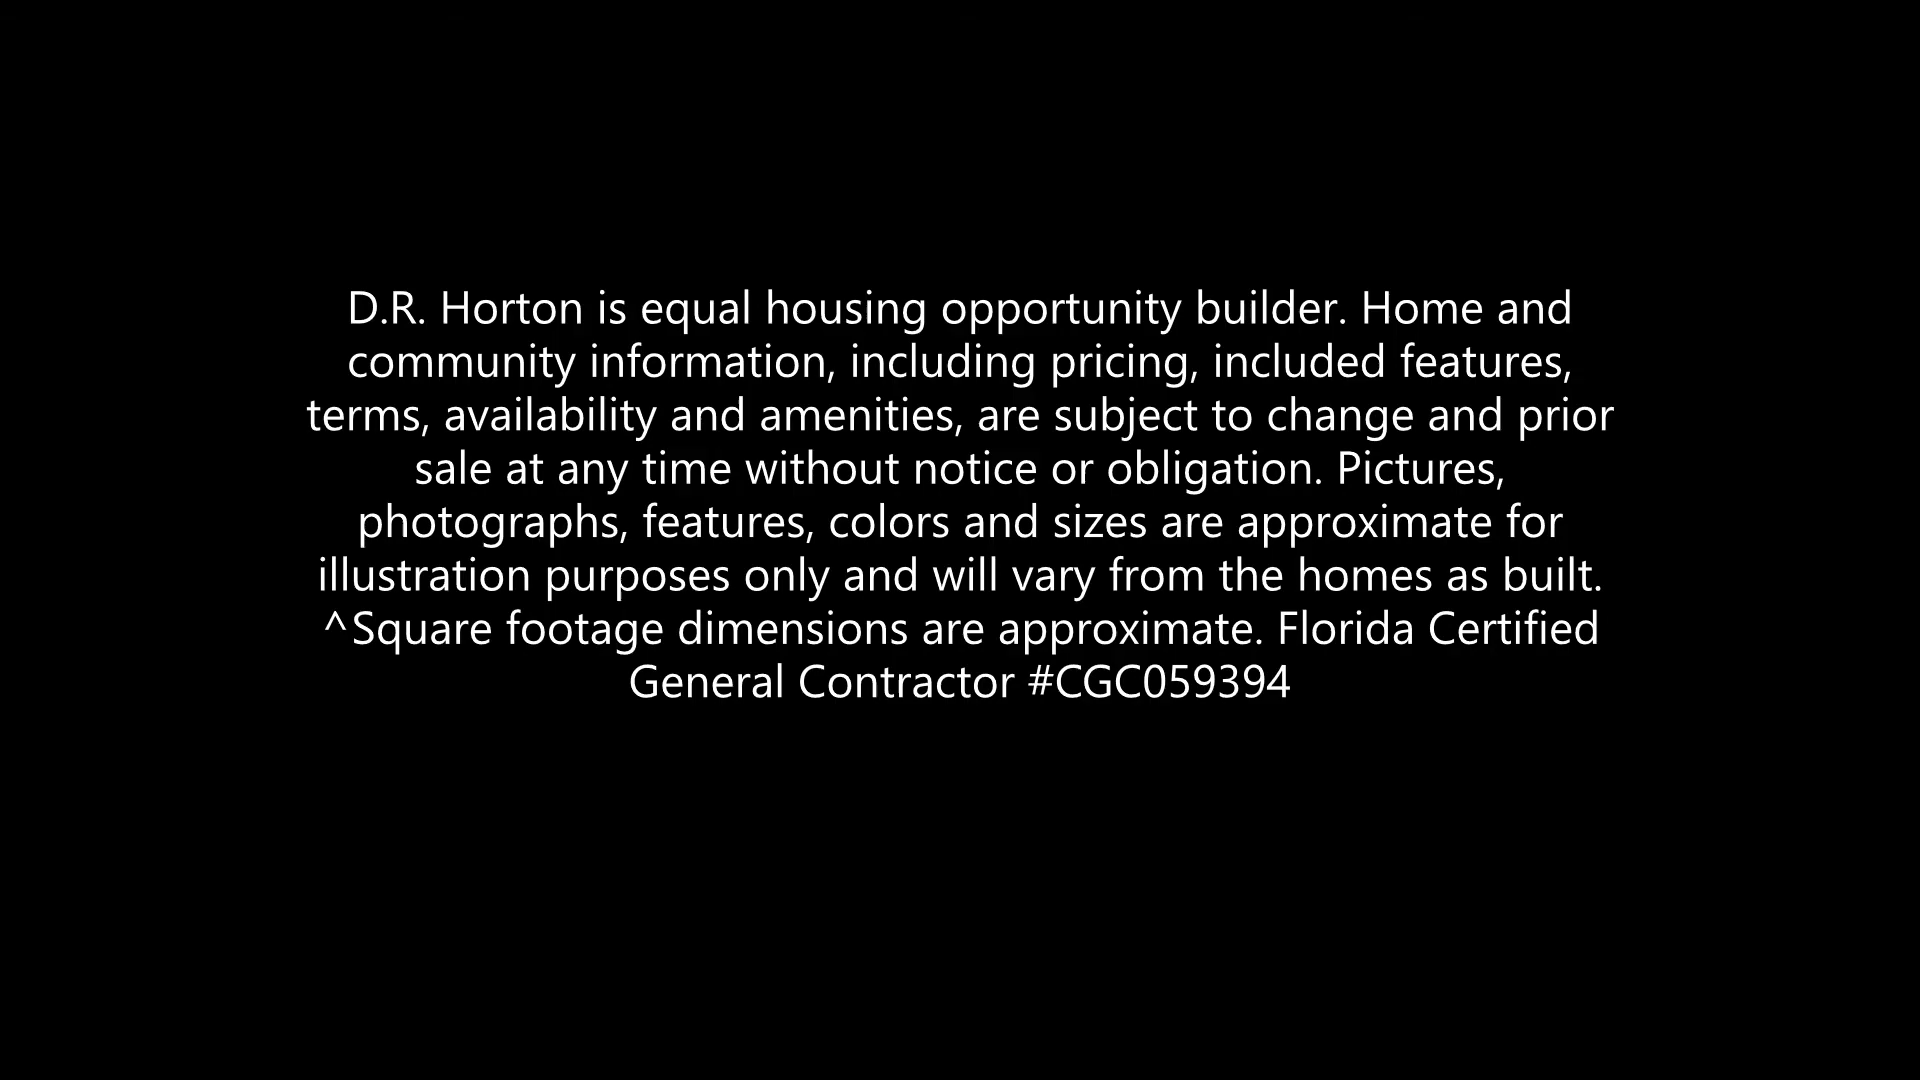 D.R. Horton is equal housing opportunity builder. Home and
community information, including pricing, included features,
terms, availability and amenities, are subject to change and prior
sale at any time without notice or obligation. Pictures,
photographs, features, colors and sizes are approximate for
illustration purposes only and will vary from the homes as built.
^Square footage dimensions are approximate. Florida Certified
General Contractor #CGC059394